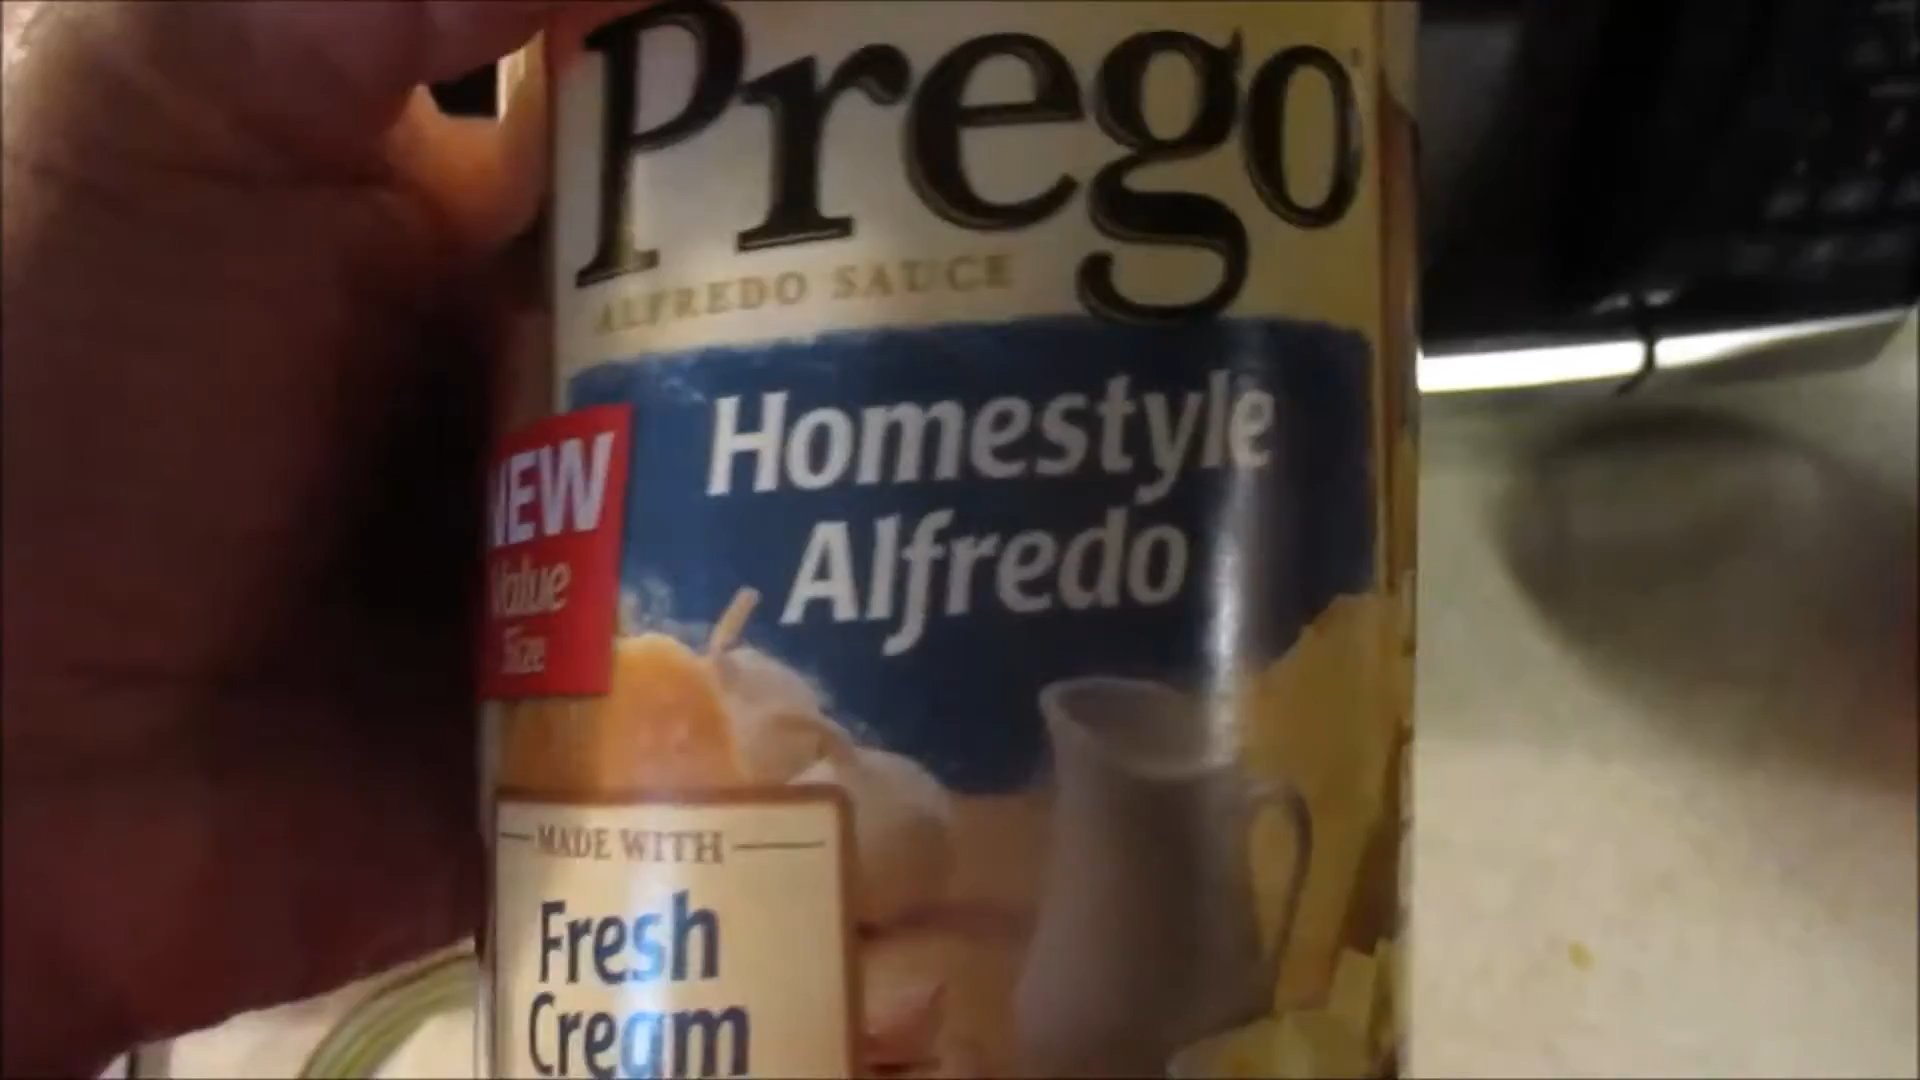 Prego
ALFREDO SAUCE
Homestyle
Alfredo
NEW
Value
Size
MADE WITH
Fresh
Cream